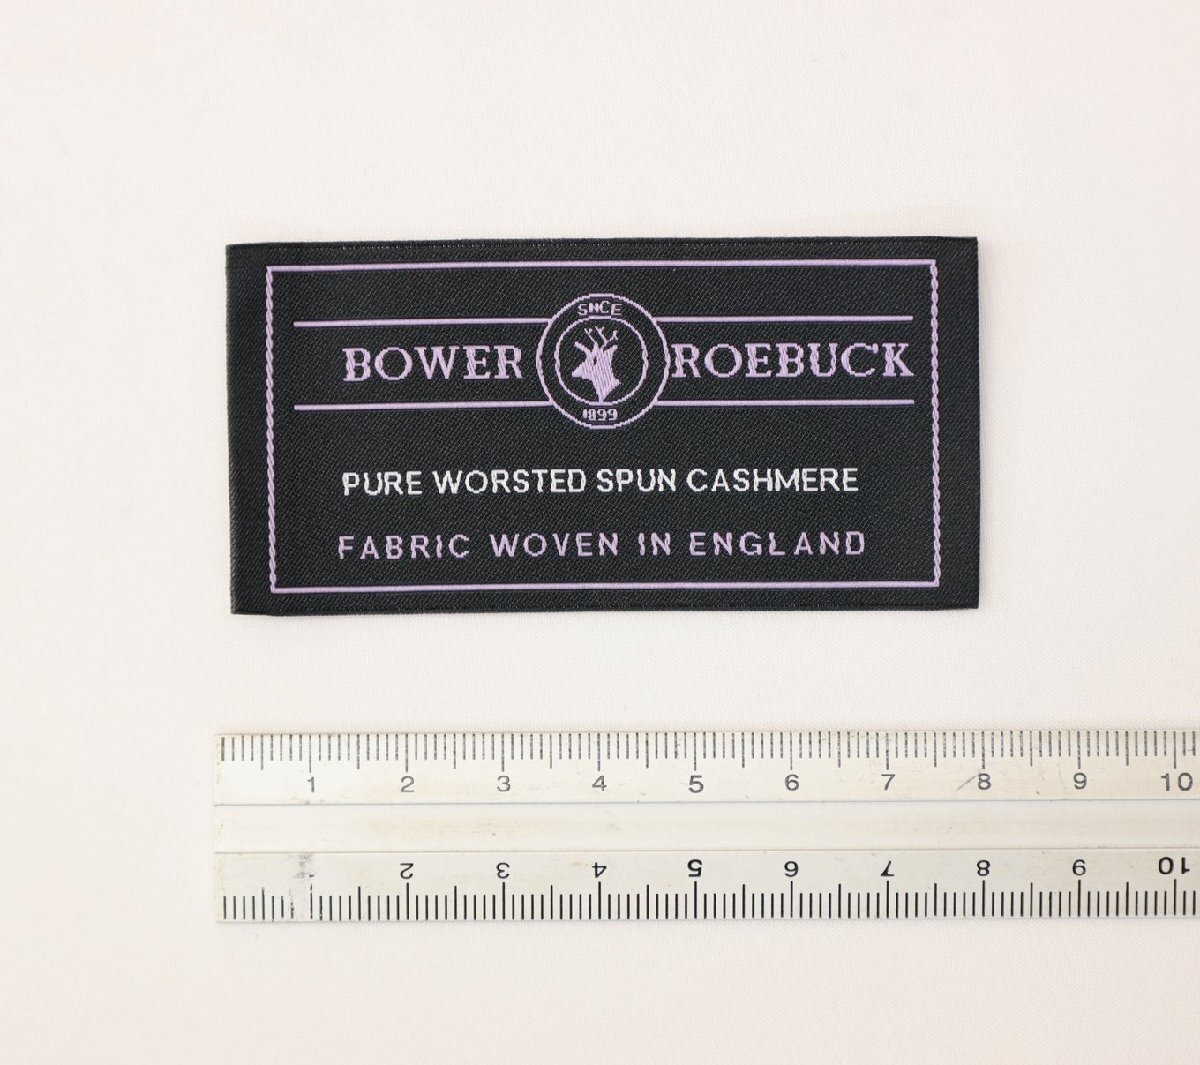 SNCE
BOWER ROEBUCK
1899
PURE WORSTED SPUN CASHMERE
FABRIC WOVEN IN ENGLAND
1 2 3 4 5 6 7 8 9 10
2 3 4 5 6 7 8 9 10